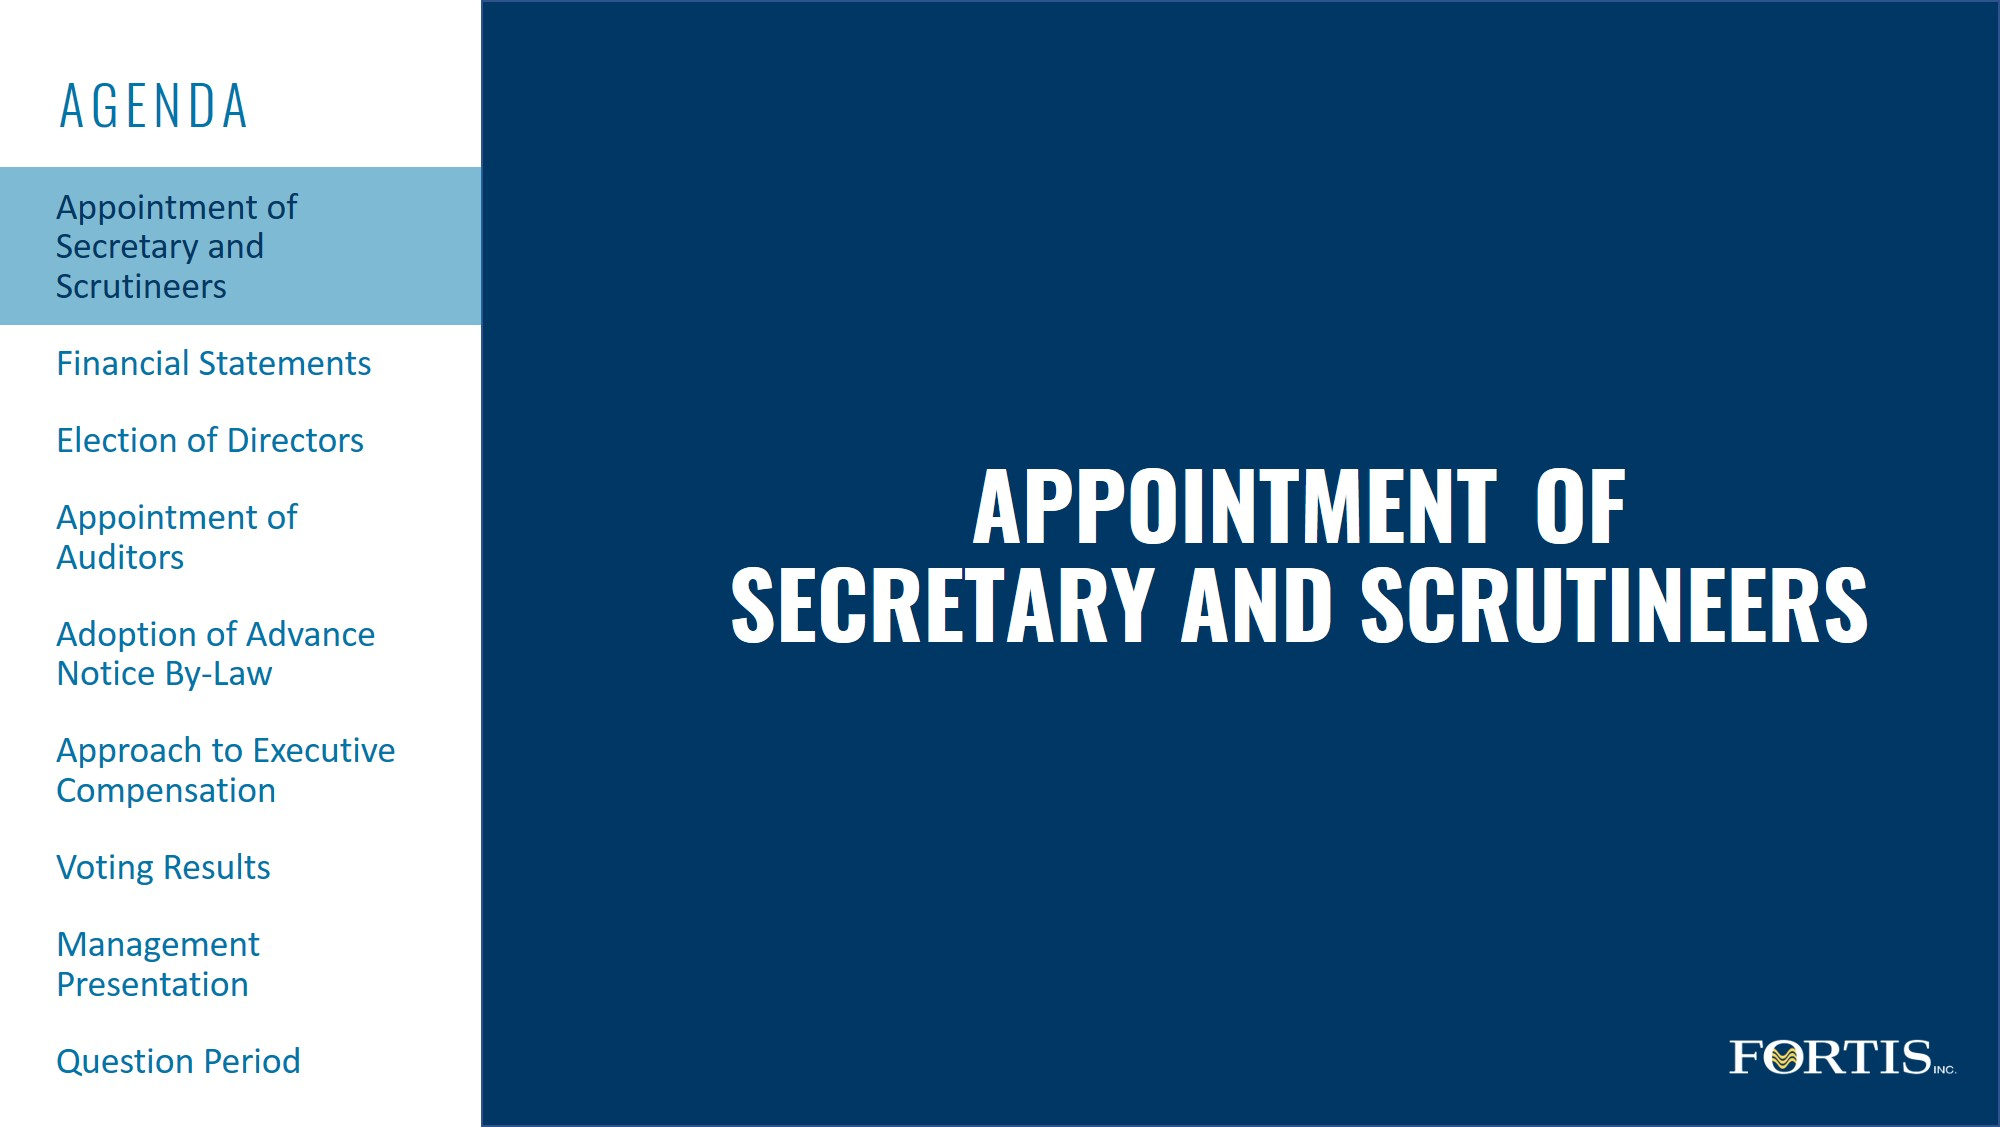 AGENDA
Appointment of
Secretary and
Scrutineers
Financial Statements
Election of Directors
Appointment of
Auditors
Adoption of Advance
Notice By-Law
Approach to Executive
Compensation
Voting Results
Management
Presentation
Question Period
APPOINTMENT OF
SECRETARY AND SCRUTINEERS
FORTIS INC.